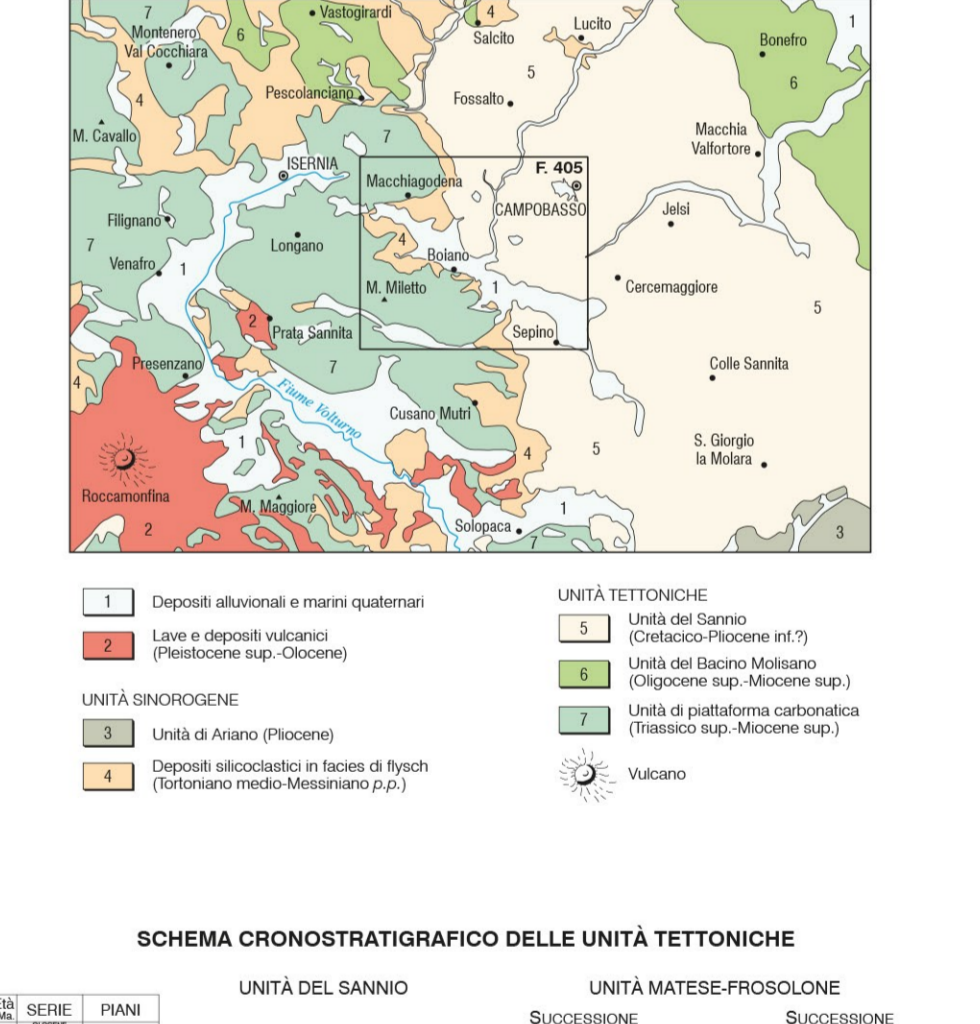 7
Vastogirardi
4
Lucito
1
Montenero
Val Cocchiara
6
Salcito
Bonefro
5
6
4
Pescolanciano
Fossalto
M. Cavallo
7
Macchia
Valfortore
ISERNIA
F. 405
Macchiagodena
CAMPOBASSO
Jelsi
Filignano
7
Longano
4
Boiano
Venafro
1
M. Miletto
1
Cercemaggiore
5
2
Prata Sannita
Sepino
Presenzano
7
Colle Sannita
4
Fiume Volturno
Cusano Mutri
1
4
5
S. Giorgio
la Molara
Roccamonfina
M. Maggiore
2
Solopaca
1
7
3
1 Depositi alluvionali e marini quaternari
2 Lave e depositi vulcanici
(Pleistocene sup.-Olocene)
UNITÀ SINOROGENE
3 Unità di Ariano (Pliocene)
4 Depositi silicoclastici in facies di flysch
(Tortoniano medio-Messiniano p.p.)
UNITÀ TETTONICHE
5 Unità del Sannio
(Cretacico-Pliocene inf.?)
6 Unità del Bacino Molisano
(Oligocene sup.-Miocene sup.)
7 Unità di piattaforma carbonatica
(Triassico sup.-Miocene sup.)
Vulcano
SCHEMA CRONOSTRATIGRAFICO DELLE UNITÀ TETTONICHE
UNITÀ DEL SANNIO
UNITÀ MATESE-FROSOLONE
Età
Ma.
SERIE
PIANI
SUCCESSIONE
SUCCESSIONE